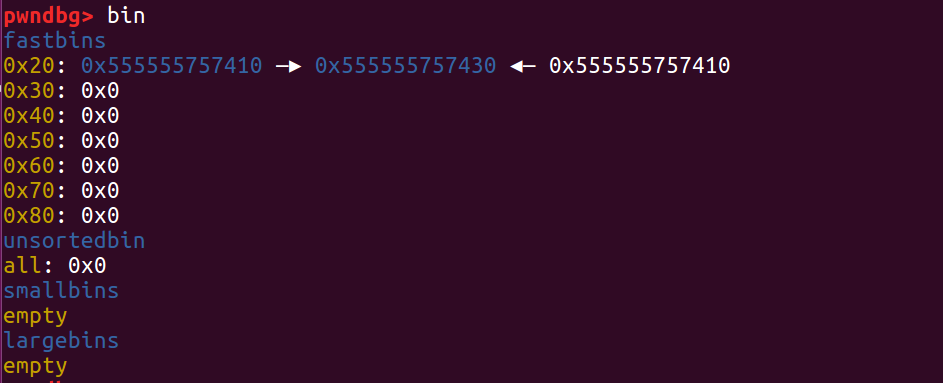 pwndbg> bin
fastbins
0x20: 0x555555757410 —▸ 0x555555757430 ◂— 0x555555757410
0x30: 0x0
0x40: 0x0
0x50: 0x0
0x60: 0x0
0x70: 0x0
0x80: 0x0
unsortedbin
all: 0x0
smallbins
empty
largebins
empty